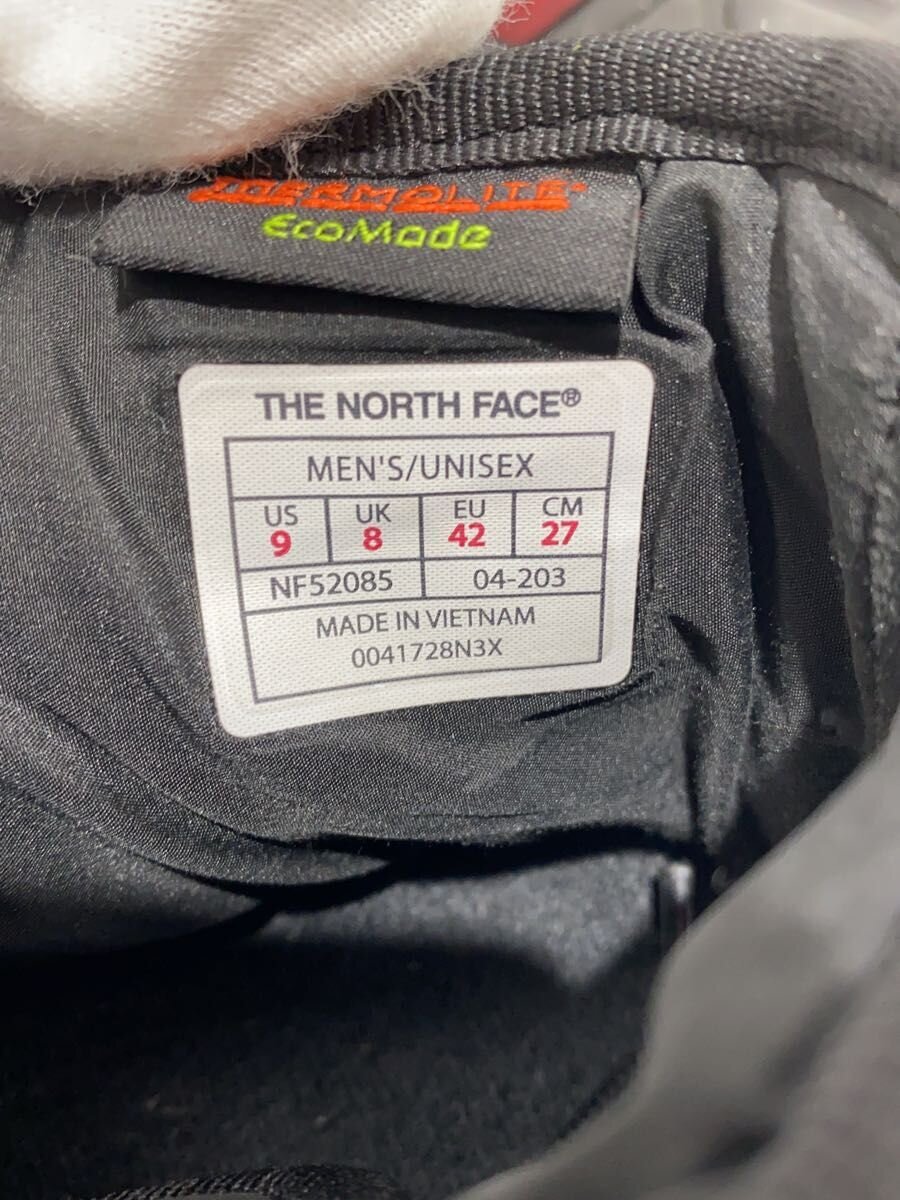 THERMOLITE
EcoMade
THE NORTH FACE®
MEN'S/UNISEX
US UK EU CM
9 8 42 27
NF52085 04-203
MADE IN VIETNAM
0041728N3X